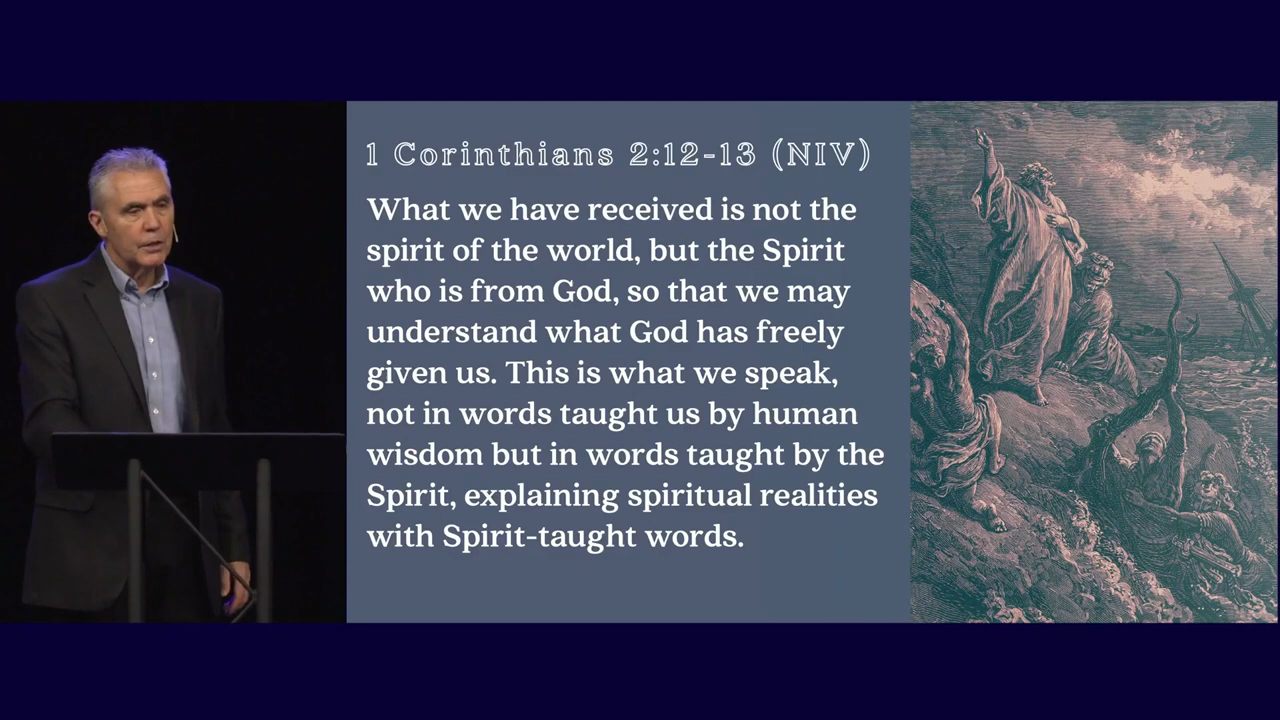 1 Corinthians 2:12-13 (NIV)
What we have received is not the
spirit of the world, but the Spirit
who is from God, so that we may
understand what God has freely
given us. This is what we speak,
not in words taught us by human
wisdom but in words taught by the
Spirit, explaining spiritual realities
with Spirit-taught words.